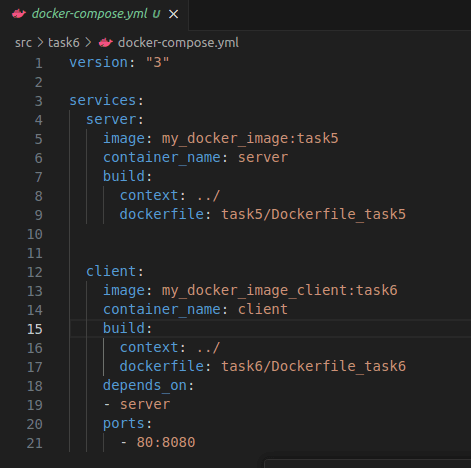 docker-compose.yml U ×
src > task6 > docker-compose.yml
1 version: "3"
2
3 services:
4   server:
5     image: my_docker_image:task5
6     container_name: server
7     build:
8       context: ../
9       dockerfile: task5/Dockerfile_task5
10
11
12   client:
13     image: my_docker_image_client:task6
14     container_name: client
15     build:
16       context: ../
17       dockerfile: task6/Dockerfile_task6
18     depends_on:
19     - server
20     ports:
21       - 80:8080